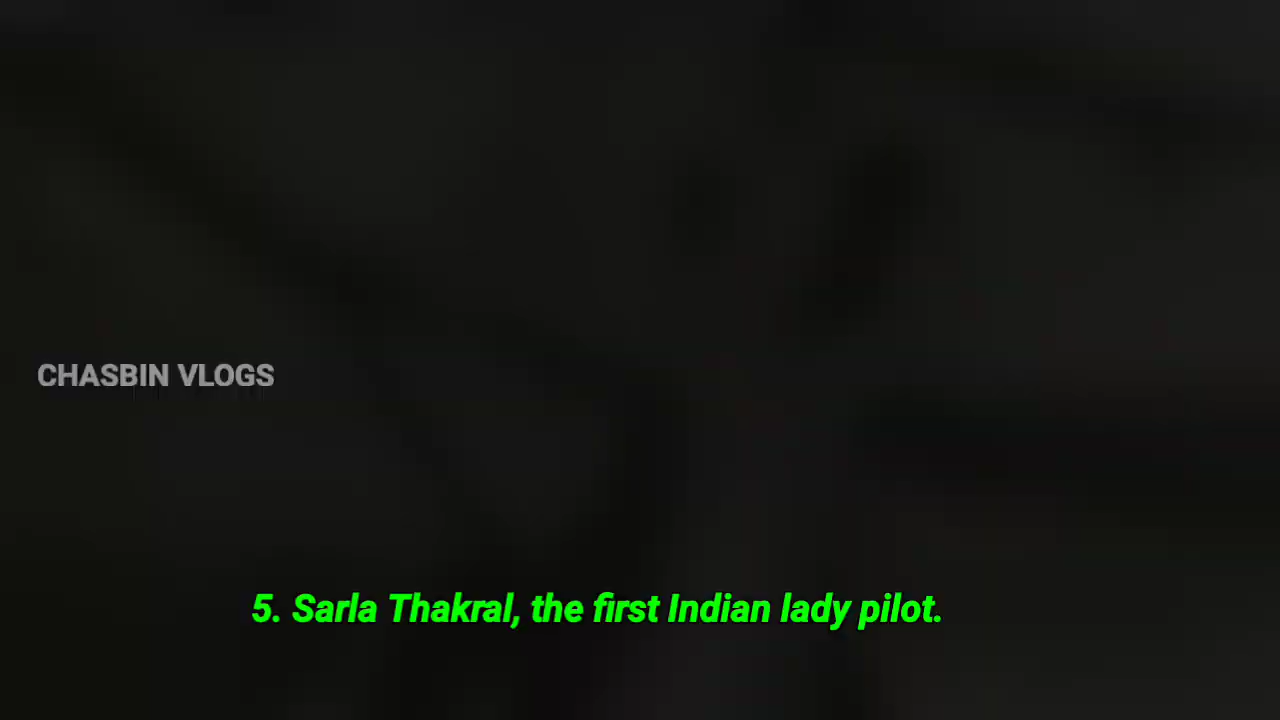 CHASBIN VLOGS
5. Sarla Thakral, the first Indian lady pilot.